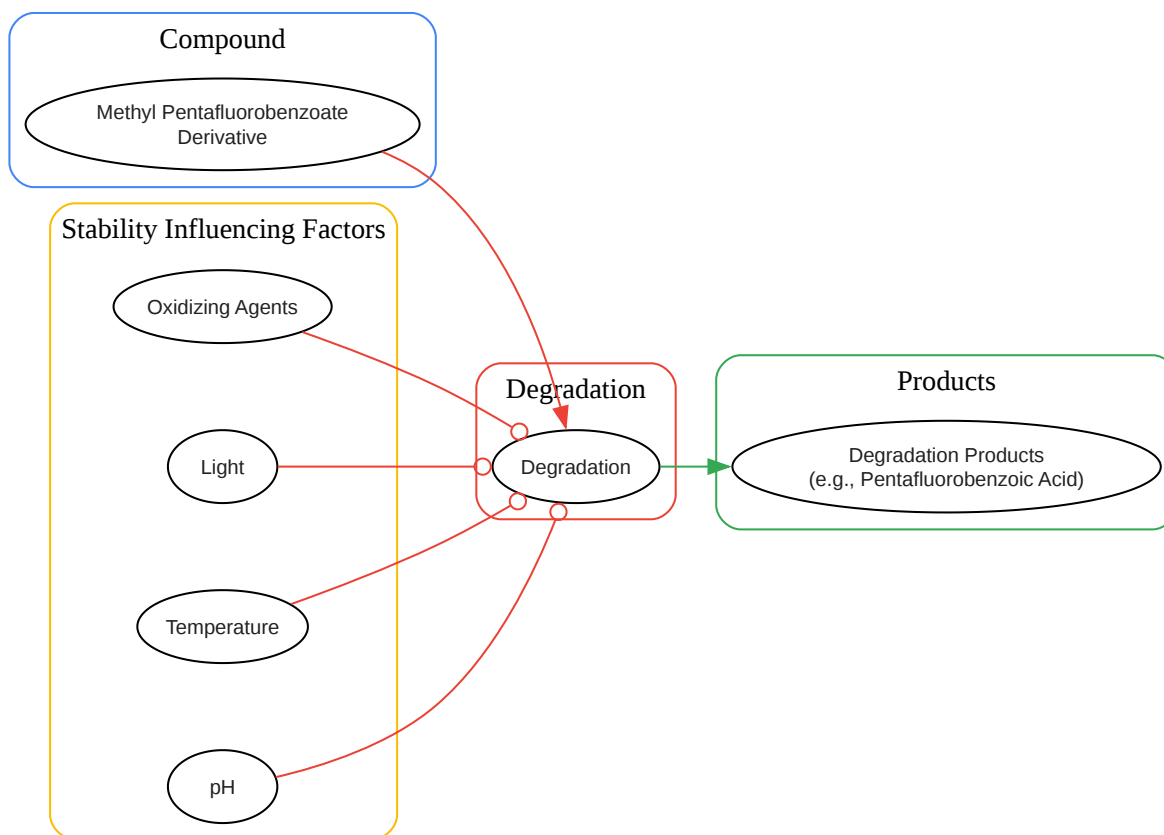 Compound
Methyl Pentafluorobenzoate
Derivative
Stability Influencing Factors
Oxidizing Agents
Light
Temperature
pH
Degradation
Degradation
Products
Degradation Products
(e.g., Pentafluorobenzoic Acid)